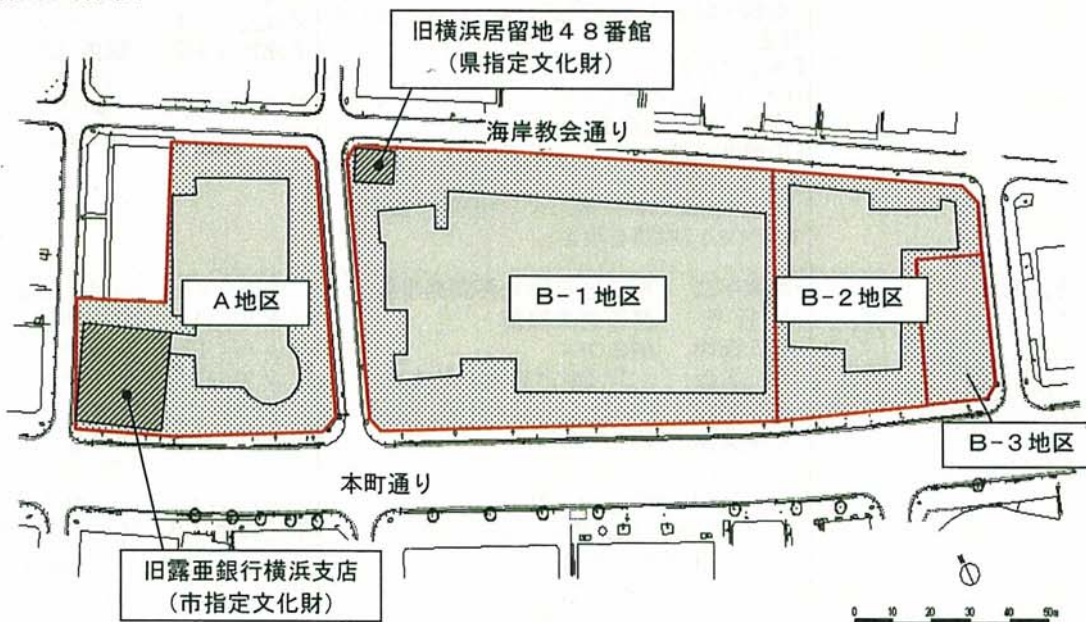 旧横浜居留地４８番館
（県指定文化財）
海岸教会通り
A地区
B-1地区
B-2地区
B-3地区
本町通り
旧露亜銀行横浜支店
（市指定文化財）
0 10 20 30 40 50m